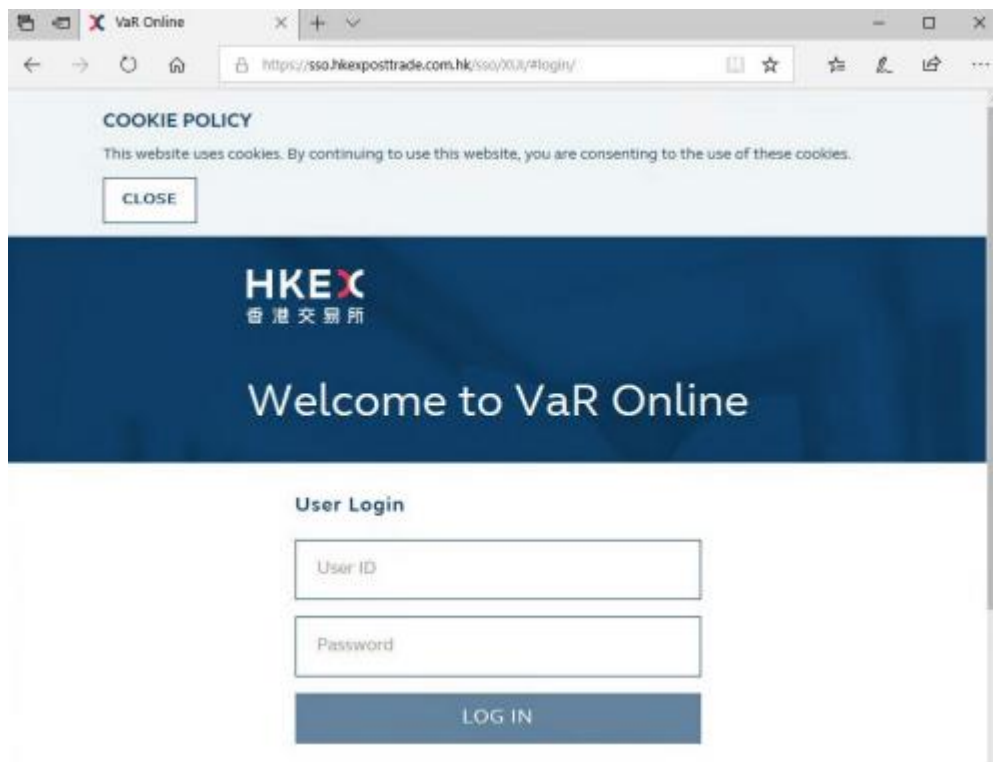 VaR Online
https://sso.hkexposttrade.com.hk/sso/XUI/#login/
COOKIE POLICY
This website uses cookies. By continuing to use this website, you are consenting to the use of these cookies.
CLOSE
HKEX
香港交易所
Welcome to VaR Online
User Login
User ID
Password
LOG IN